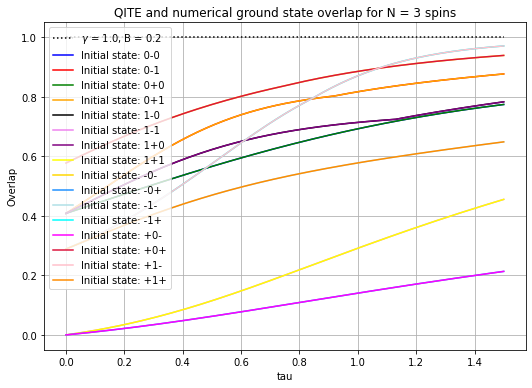 QITE and numerical ground state overlap for N = 3 spins
γ = 1.0, B = 0.2
Initial state: 0-0
Initial state: 0-1
Initial state: 0+0
Initial state: 0+1
Initial state: 1-0
Initial state: 1-1
Initial state: 1+0
Initial state: 1+1
Initial state: -0-
Initial state: -0+
Initial state: -1-
Initial state: -1+
Initial state: +0-
Initial state: +0+
Initial state: +1-
Initial state: +1+
Overlap
1.0
0.8
0.6
0.4
0.2
0.0
0.0 0.2 0.4 0.6 0.8 1.0 1.2 1.4
tau